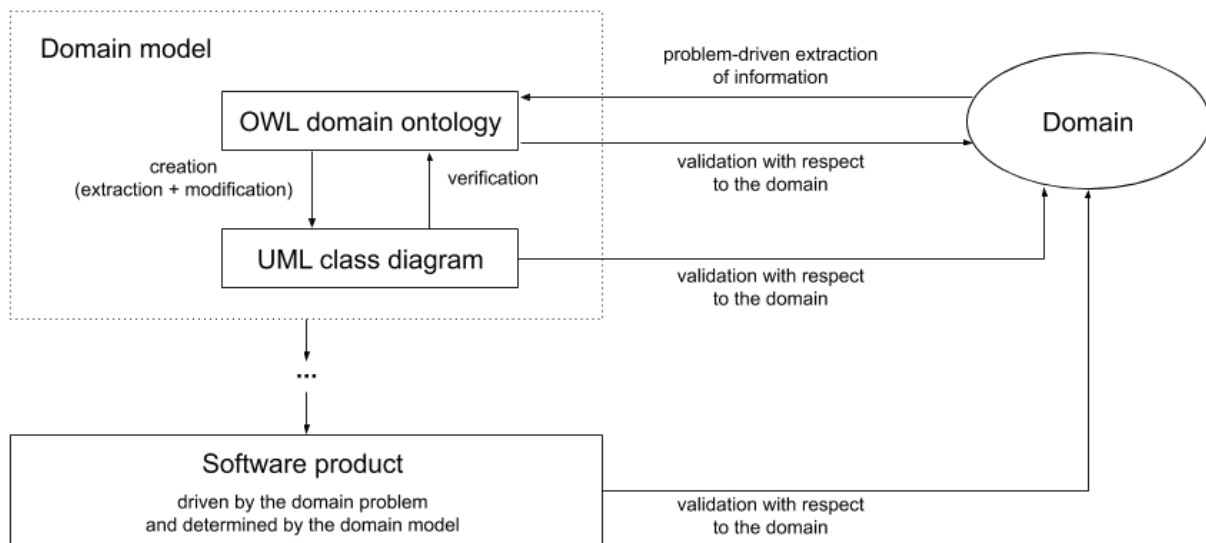 Domain model
problem-driven extraction
of information
OWL domain ontology
Domain
creation
(extraction + modification)
verification
validation with respect
to the domain
UML class diagram
validation with respect
to the domain
...
Software product
driven by the domain problem
and determined by the domain model
validation with respect
to the domain